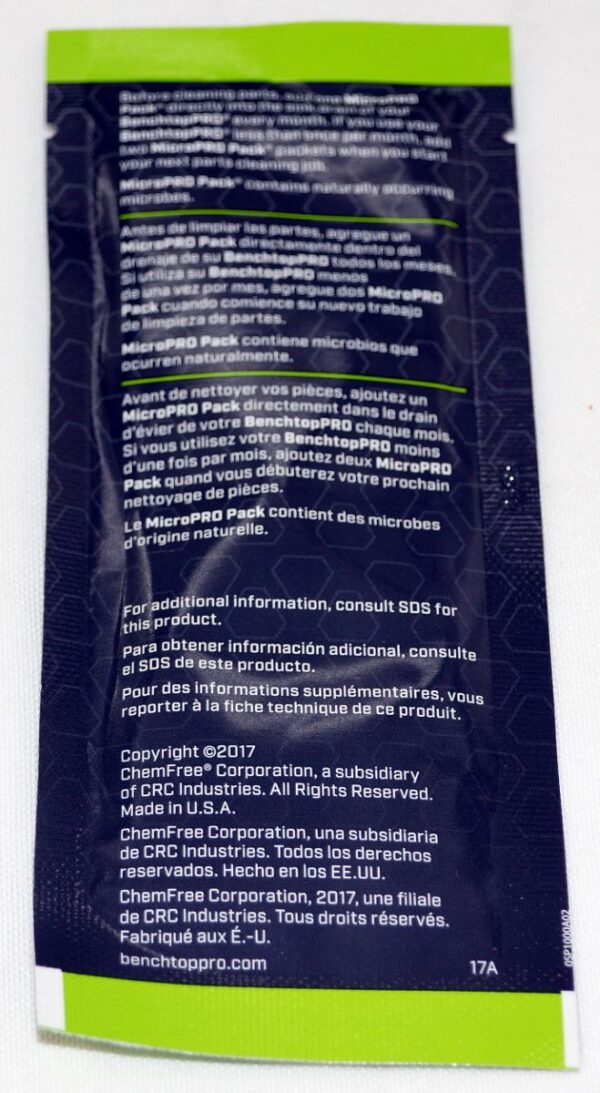 Before cleaning parts, add one MicroPRO
Pack™ directly into the sink drain of your
BenchtopPRO™ every month. If you use your
BenchtopPRO™ less than once per month, add
two MicroPRO Pack™ packets when you start
your next parts cleaning job.
MicroPRO Pack™ contains naturally occurring
microbes.
Antes de limpiar las partes, agregue un
MicroPRO Pack directamente dentro del
drenaje de su BenchtopPRO todos los meses.
Si utiliza su BenchtopPRO menos
de una vez por mes, agregue dos MicroPRO
Pack cuando comience su nuevo trabajo
de limpieza de partes.
MicroPRO Pack contiene microbios que
ocurren naturalmente.
Avant de nettoyer vos pièces, ajoutez un
MicroPRO Pack directement dans le drain
d'évier de votre BenchtopPRO chaque mois.
Si vous utilisez votre BenchtopPRO moins
d'une fois par mois, ajoutez deux MicroPRO
Pack quand vous débuterez votre prochain
nettoyage de pièces.
Le MicroPRO Pack contient des microbes
d'origine naturelle.
For additional information, consult SDS for
this product.
Para obtener información adicional, consulte
el SDS de este producto.
Pour des informations supplémentaires, vous
reporter à la fiche technique de ce produit.
Copyright ©2017
ChemFree® Corporation, a subsidiary
of CRC Industries. All Rights Reserved.
Made in U.S.A.
ChemFree Corporation, una subsidiaria
de CRC Industries. Todos los derechos
reservados. Hecho en los EE.UU.
ChemFree Corporation, 2017, une filiale
de CRC Industries. Tous droits réservés.
Fabriqué aux É.-U.
benchtoppro.com
17A
05P1000A02